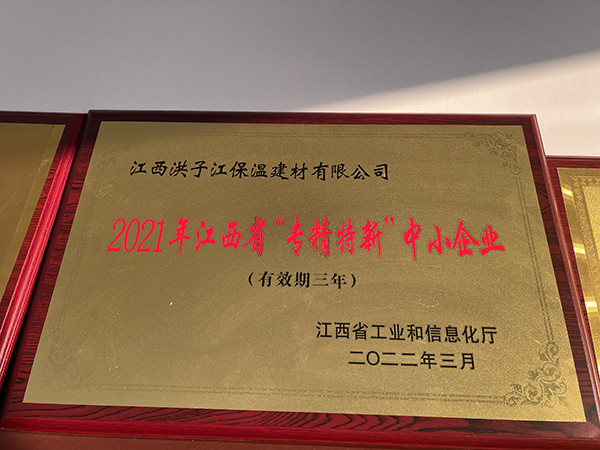 江西洪子江保温建材有限公司
2021年江西省“专精特新”中小企业
（有效期三年）
江西省工业和信息化厅
二〇二二年三月